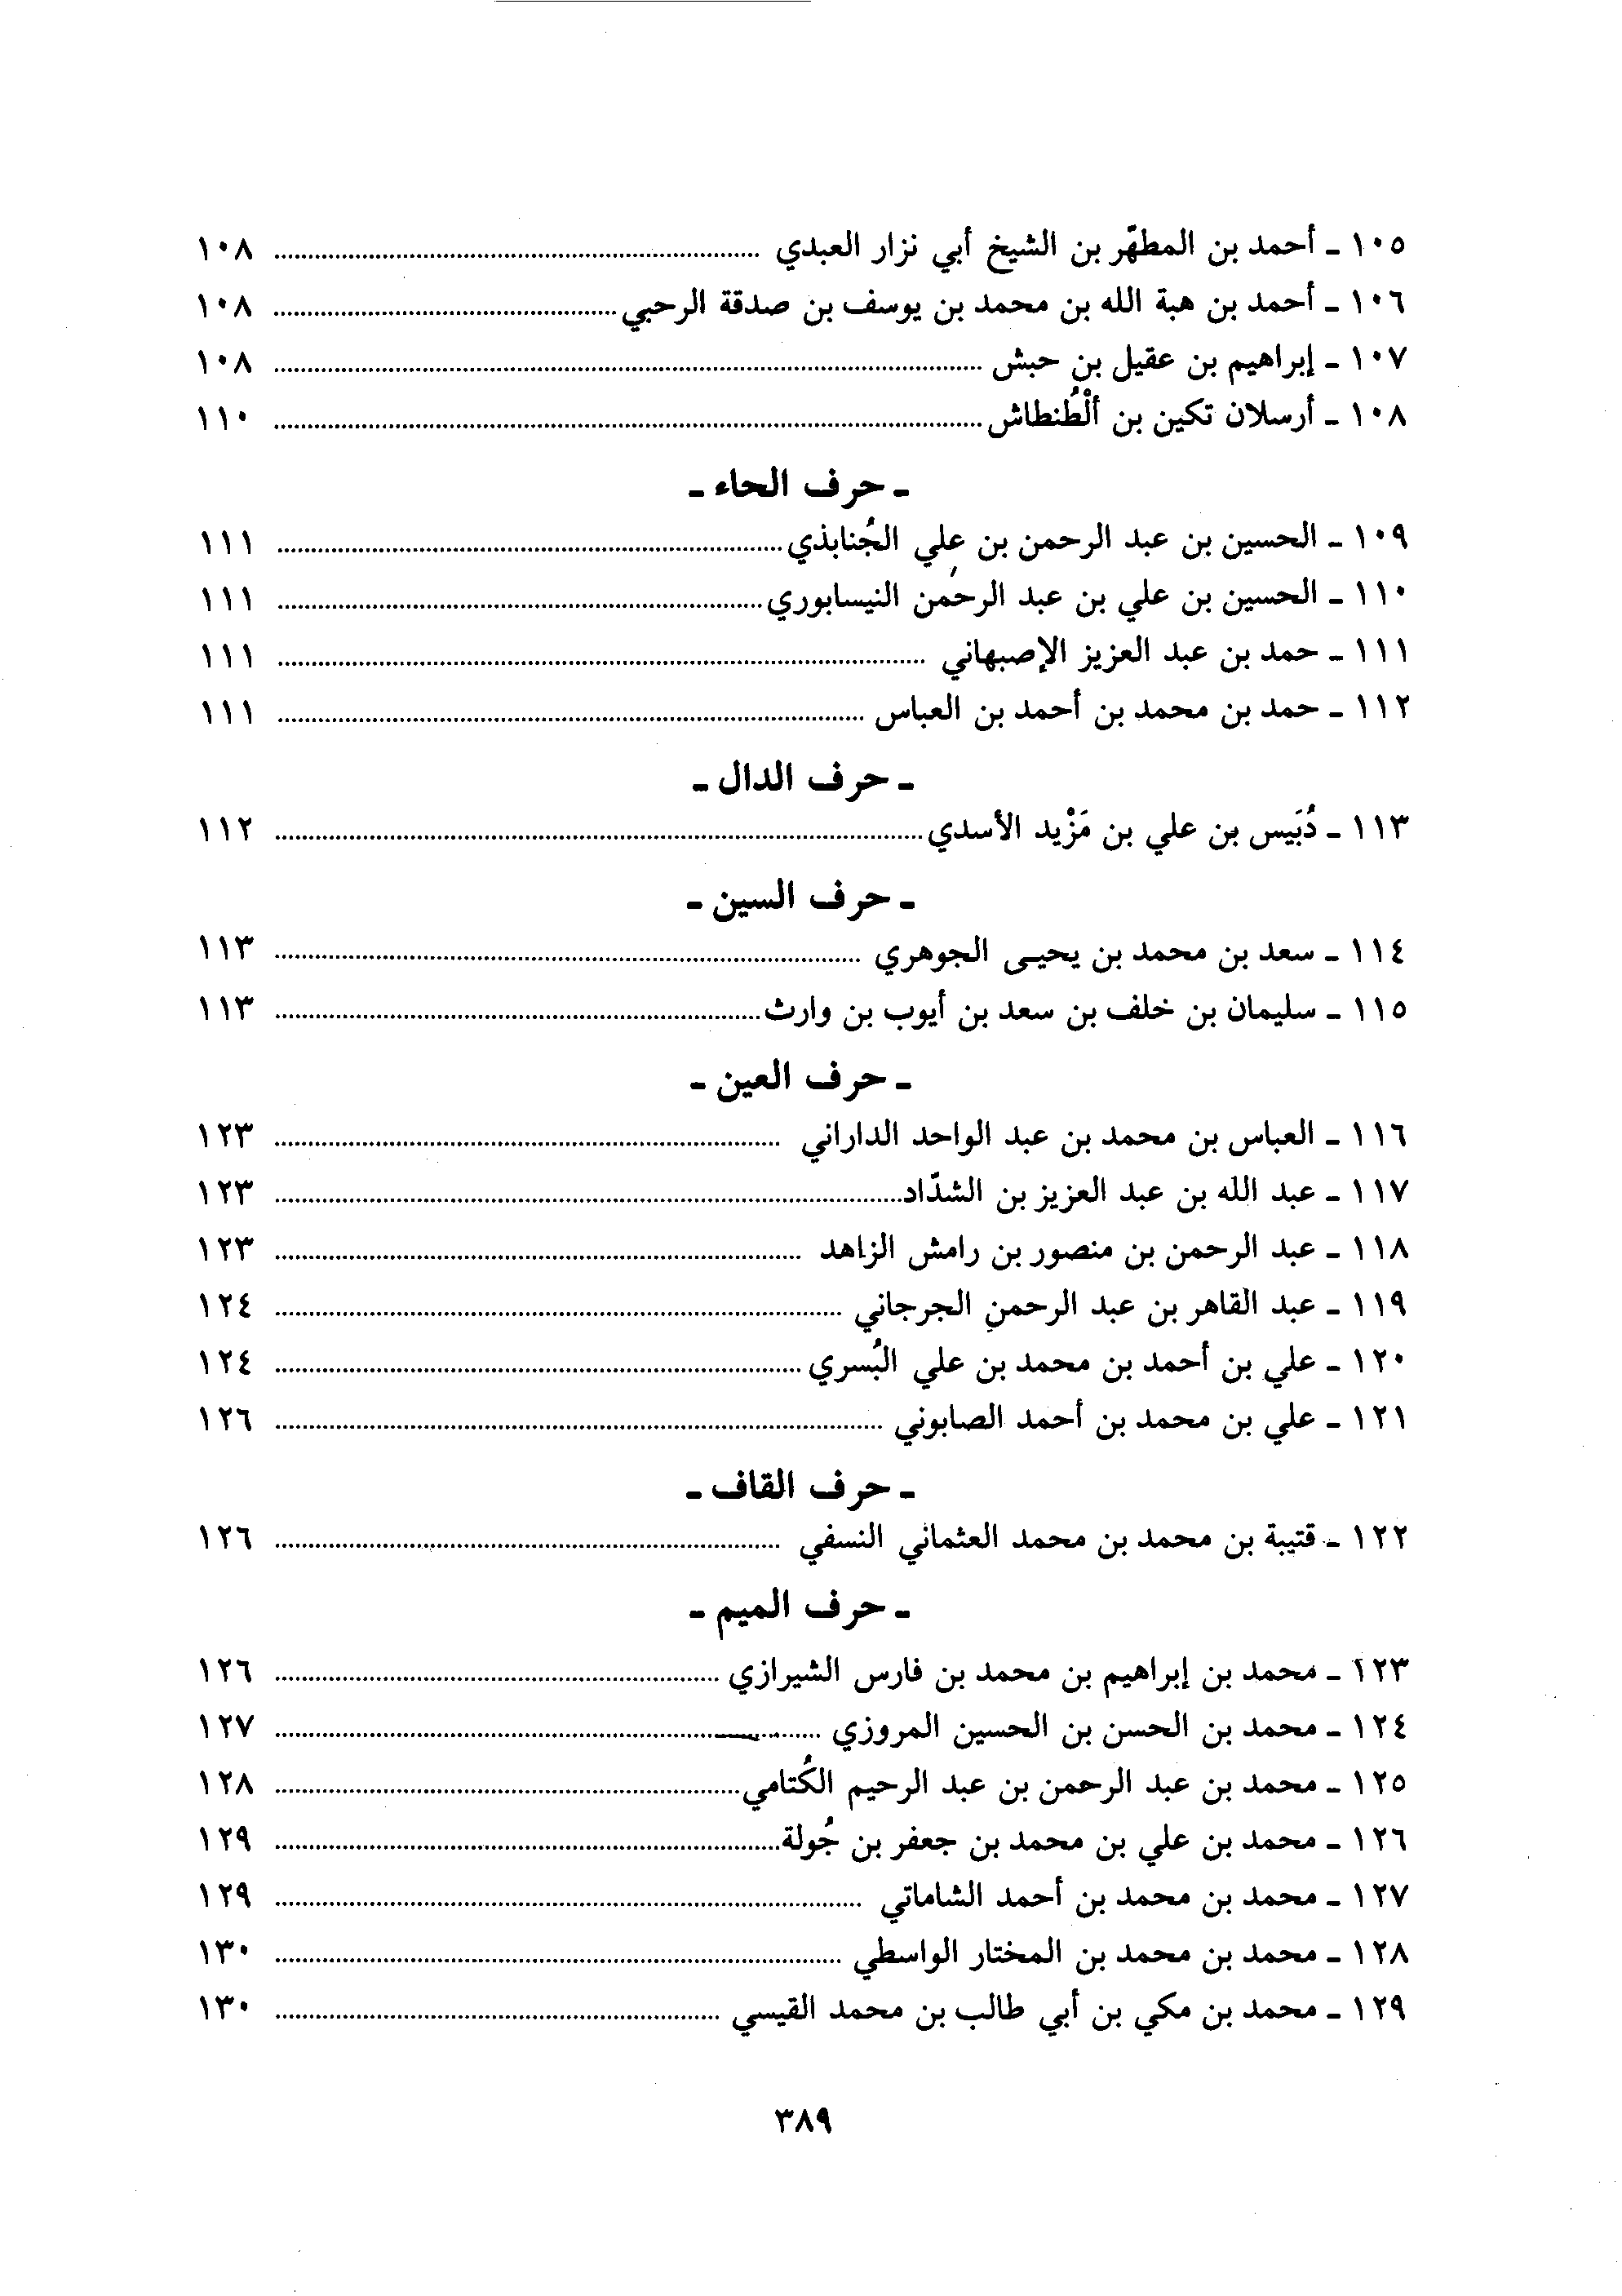 ١٠٥ ـ أحمد بن المطهّر بن الشيخ أبي نزار العبدي ........ ١٠٨
١٠٦ ـ أحمد بن هبة الله بن محمد بن يوسف بن صدقة الرحبي ........ ١٠٨
١٠٧ ـ إبراهيم بن عقيل بن حبش ........ ١٠٨
١٠٨ ـ أرسلان تكين بن ألْطُنطاش ........ ١١٠
ـ حرف الحاء ـ
١٠٩ ـ الحسين بن عبد الرحمن بن علي الجُنابذي ........ ١١١
١١٠ ـ الحسين بن علي بن عبد الرحمن النيسابوري ........ ١١١
١١١ ـ حمد بن عبد العزيز الإصبهاني ........ ١١١
١١٢ ـ حمد بن محمد بن أحمد بن العباس ........ ١١١
ـ حرف الدال ـ
١١٣ ـ دُبَيس بن علي بن مَزْيد الأسدي ........ ١١٢
ـ حرف السين ـ
١١٤ ـ سعد بن محمد بن يحيى الجوهري ........ ١١٣
١١٥ ـ سليمان بن خلف بن سعد بن أيوب بن وارث ........ ١١٣
ـ حرف العين ـ
١١٦ ـ العباس بن محمد بن عبد الواحد الداراني ........ ١٢٣
١١٧ ـ عبد الله بن عبد العزيز بن الشدّاد ........ ١٢٣
١١٨ ـ عبد الرحمن بن منصور بن رامش الزاهد ........ ١٢٣
١١٩ ـ عبد القاهر بن عبد الرحمن الجرجاني ........ ١٢٤
١٢٠ ـ علي بن أحمد بن محمد بن علي البُسري ........ ١٢٤
١٢١ ـ علي بن محمد بن أحمد الصابوني ........ ١٢٦
ـ حرف القاف ـ
١٢٢ ـ قتيبة بن محمد بن محمد العثماني النسفي ........ ١٢٦
ـ حرف الميم ـ
١٢٣ ـ محمد بن إبراهيم بن محمد بن فارس الشيرازي ........ ١٢٦
١٢٤ ـ محمد بن الحسن بن الحسين المروزي ........ ١٢٧
١٢٥ ـ محمد بن عبد الرحمن بن عبد الرحيم الكُتامي ........ ١٢٨
١٢٦ ـ محمد بن علي بن محمد بن جعفر بن جُولة ........ ١٢٩
١٢٧ ـ محمد بن محمد بن أحمد الشاماتي ........ ١٢٩
١٢٨ ـ محمد بن محمد بن المختار الواسطي ........ ١٣٠
١٢٩ ـ محمد بن مكي بن أبي طالب بن محمد القيسي ........ ١٣٠
٣٨٩